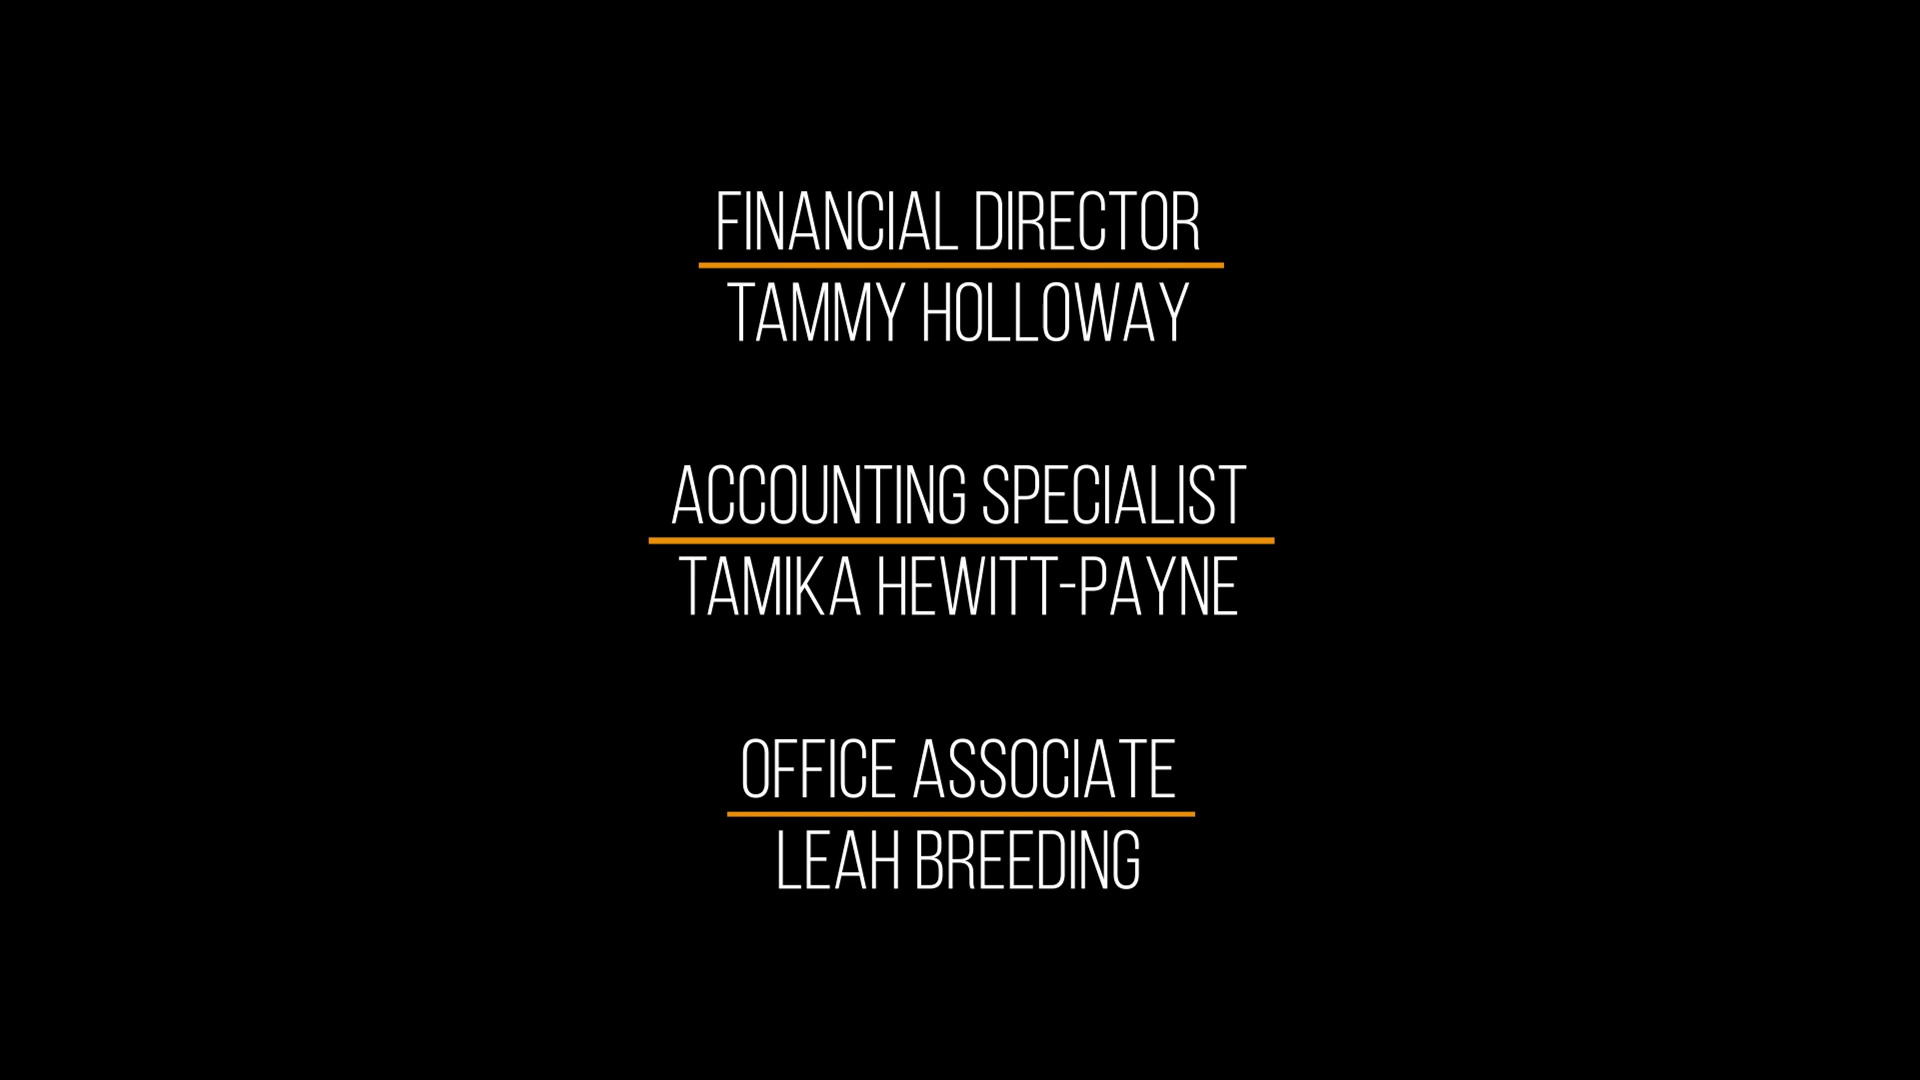 FINANCIAL DIRECTOR
TAMMY HOLLOWAY
ACCOUNTING SPECIALIST
TAMIKA HEWITT-PAYNE
OFFICE ASSOCIATE
LEAH BREEDING